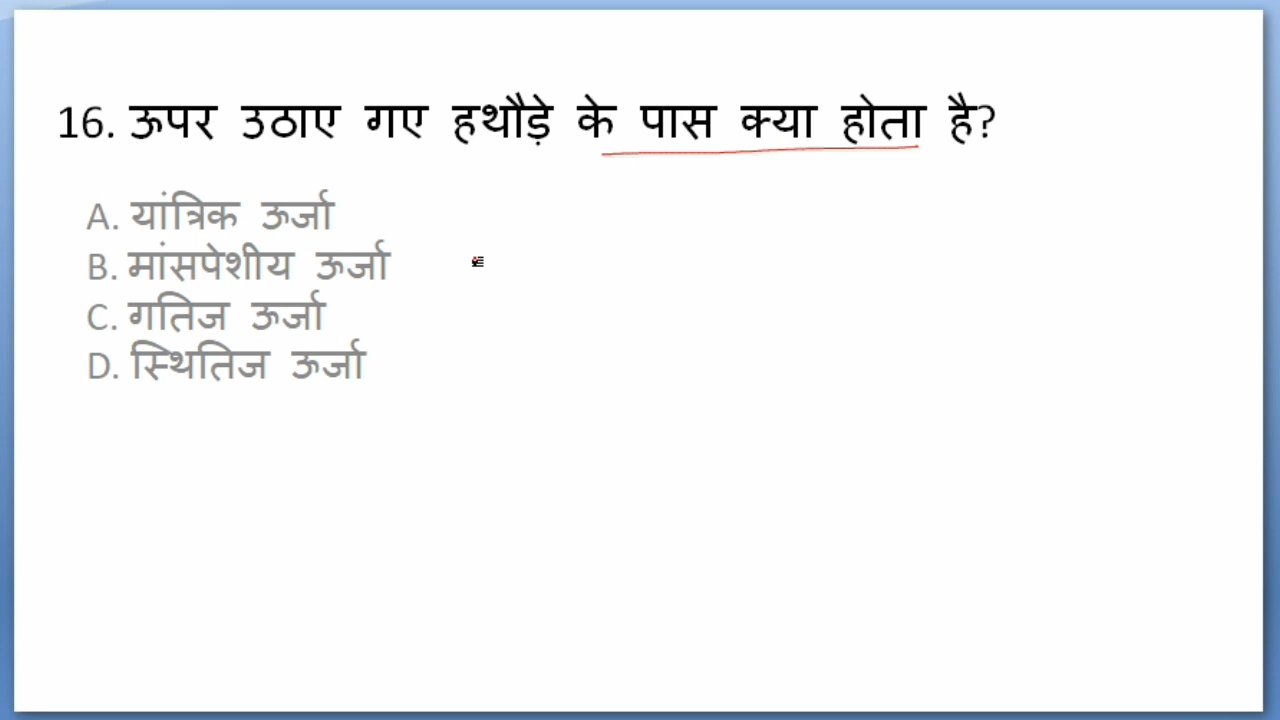 16. ऊपर उठाए गए हथौड़े के पास क्या होता है?
A. यांत्रिक ऊर्जा
B. मांसपेशीय ऊर्जा
C. गतिज ऊर्जा
D. स्थितिज ऊर्जा